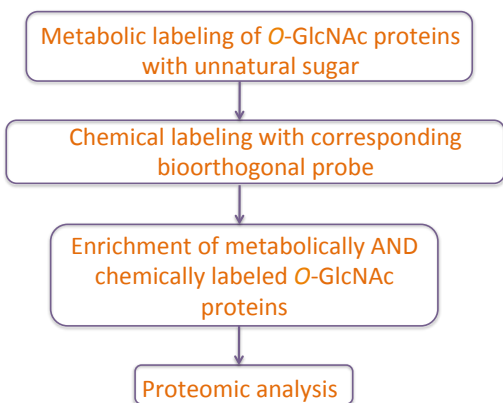 Metabolic labeling of O-GlcNAc proteins
with unnatural sugar
Chemical labeling with corresponding
bioorthogonal probe
Enrichment of metabolically AND
chemically labeled O-GlcNAc
proteins
Proteomic analysis